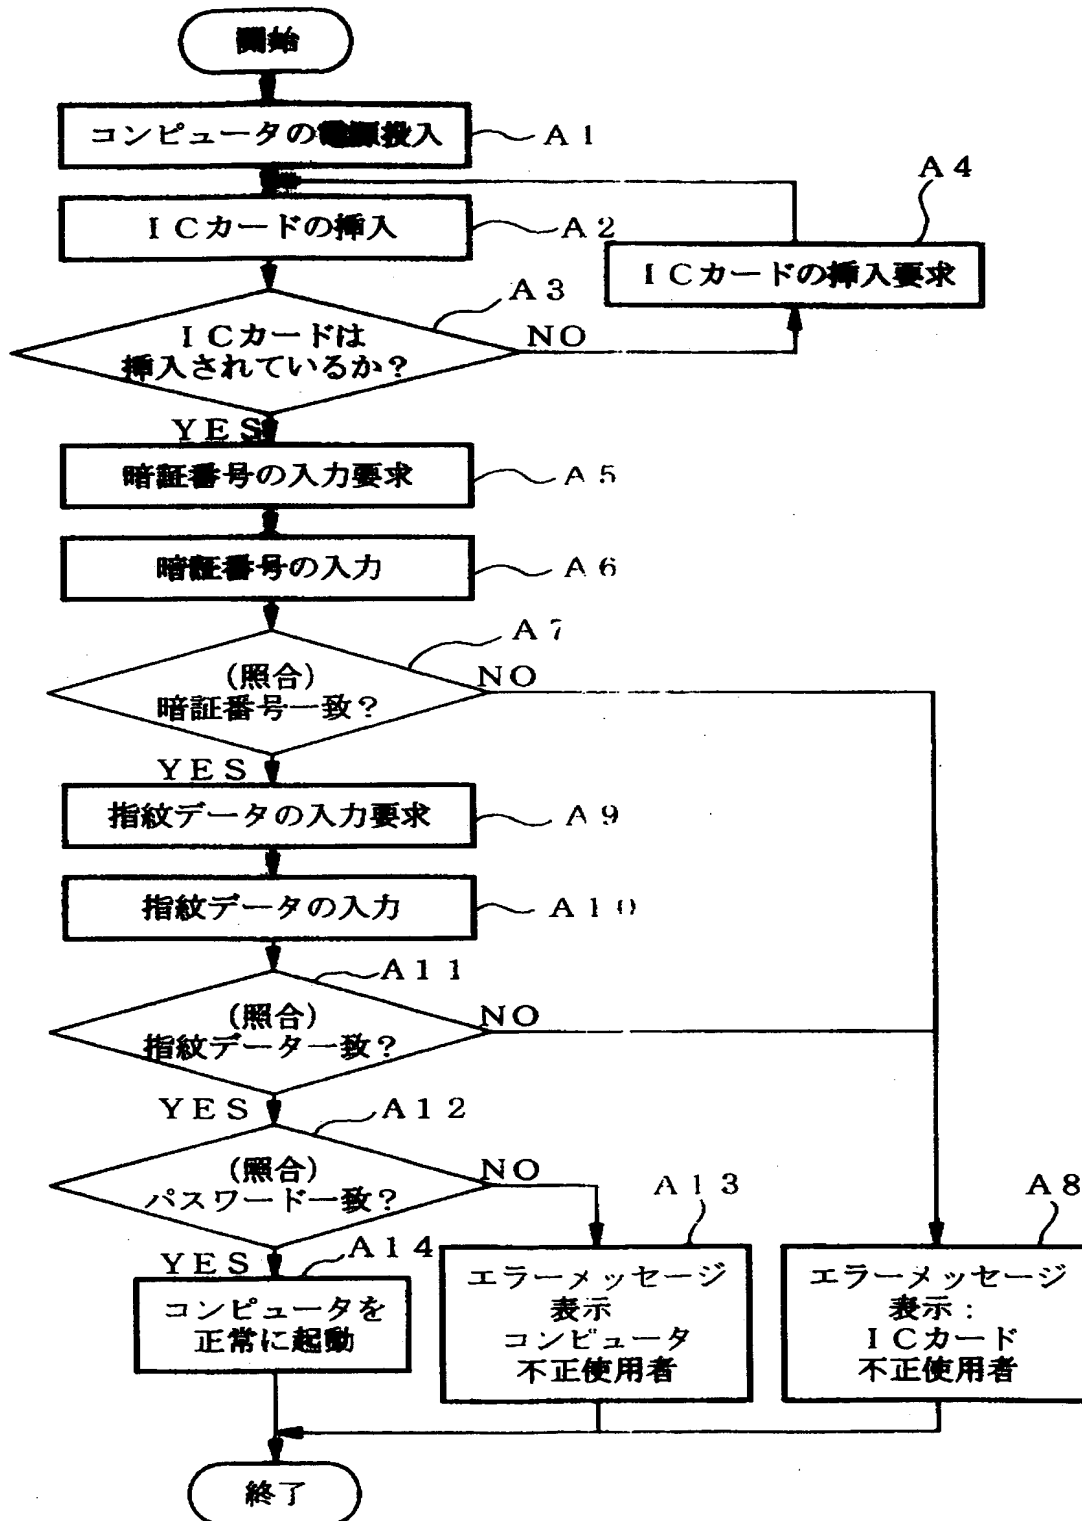 開始
コンピュータの電源投入
A1
A4
ICカードの挿入
A2
ICカードの挿入要求
A3
ICカードは
挿入されているか?
NO
YES
暗証番号の入力要求
A5
暗証番号の入力
A6
A7
(照合)
暗証番号一致?
NO
YES
指紋データの入力要求
A9
指紋データの入力
A10
A11
(照合)
指紋データ一致?
NO
YES
A12
(照合)
パスワード一致?
NO
A13
A8
YES
A14
コンピュータを
正常に起動
エラーメッセージ
表示
コンピュータ
不正使用者
エラーメッセージ
表示:
ICカード
不正使用者
終了